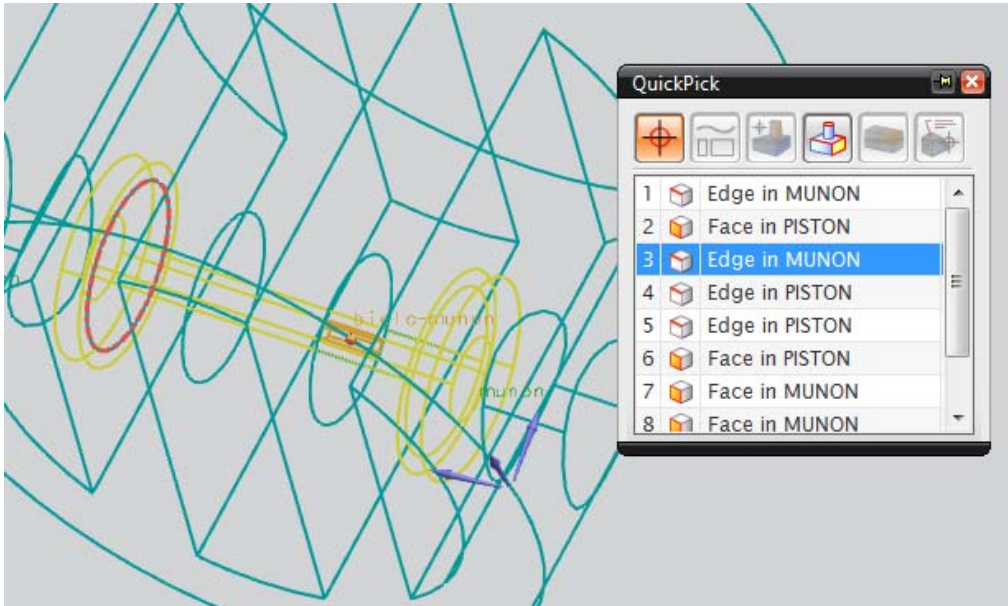 QuickPick
1 Edge in MUNON
2 Face in PISTON
3 Edge in MUNON
4 Edge in PISTON
5 Edge in PISTON
6 Face in PISTON
7 Face in MUNON
8 Face in MUNON
biela-munon
munon